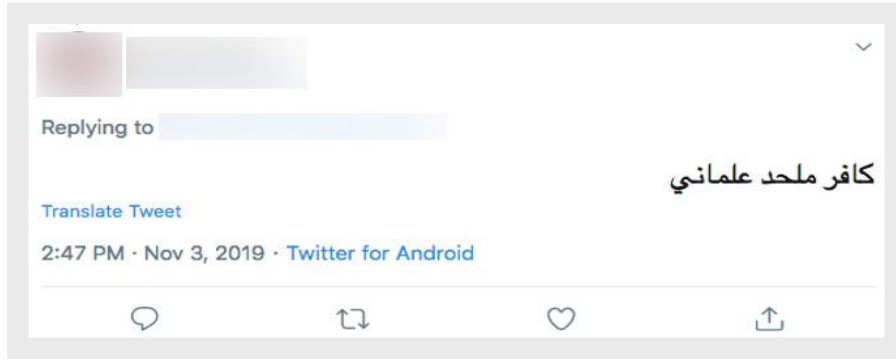 Replying to
كافر ملحد علماني
Translate Tweet
2:47 PM · Nov 3, 2019 · Twitter for Android